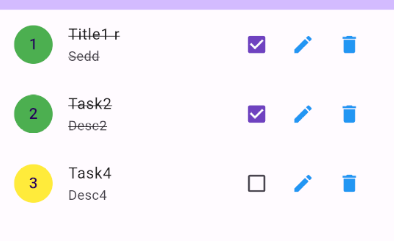 1
Title1 r
Sedd
2
Task2
Desc2
3
Task4
Desc4